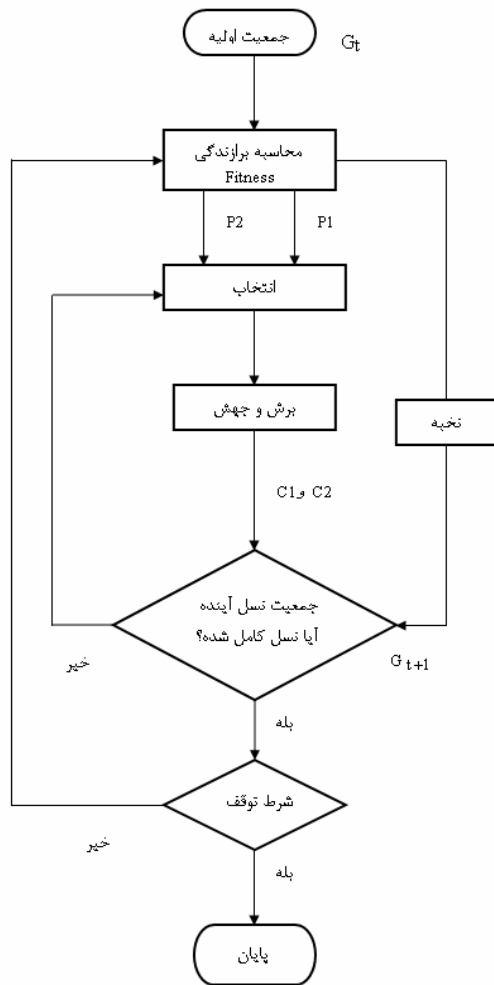 جمعیت اولیه
Gt
محاسبه برازندگی
Fitness
P2
P1
انتخاب
برش و جهش
نخبه
C1 و C2
جمعیت نسل آینده
آیا نسل کامل شده؟
خیر
G t+1
بله
شرط توقف
خیر
بله
پایان